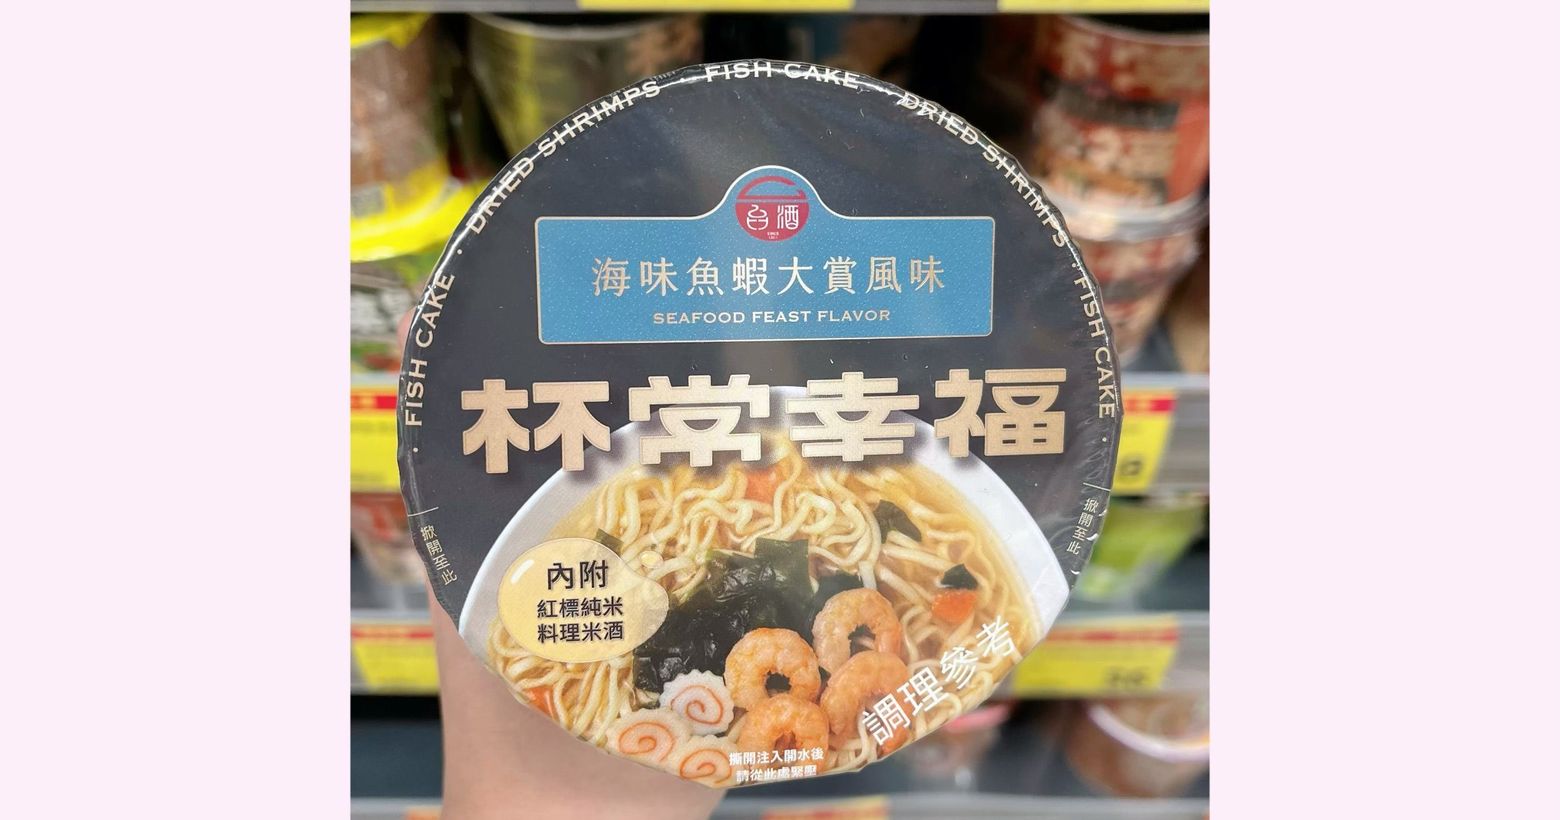 FISH CAKE · DRIED SHRIMPS · FISH CAKE · DRIED SHRIMPS · FISH CAKE ·
台酒
海味魚蝦大賞風味
SEAFOOD FEAST FLAVOR
杯常幸福
掀開至此
掀開至此
內附
紅標純米
料理米酒
調理參考
撕開注入開水後
請從此處緊壓